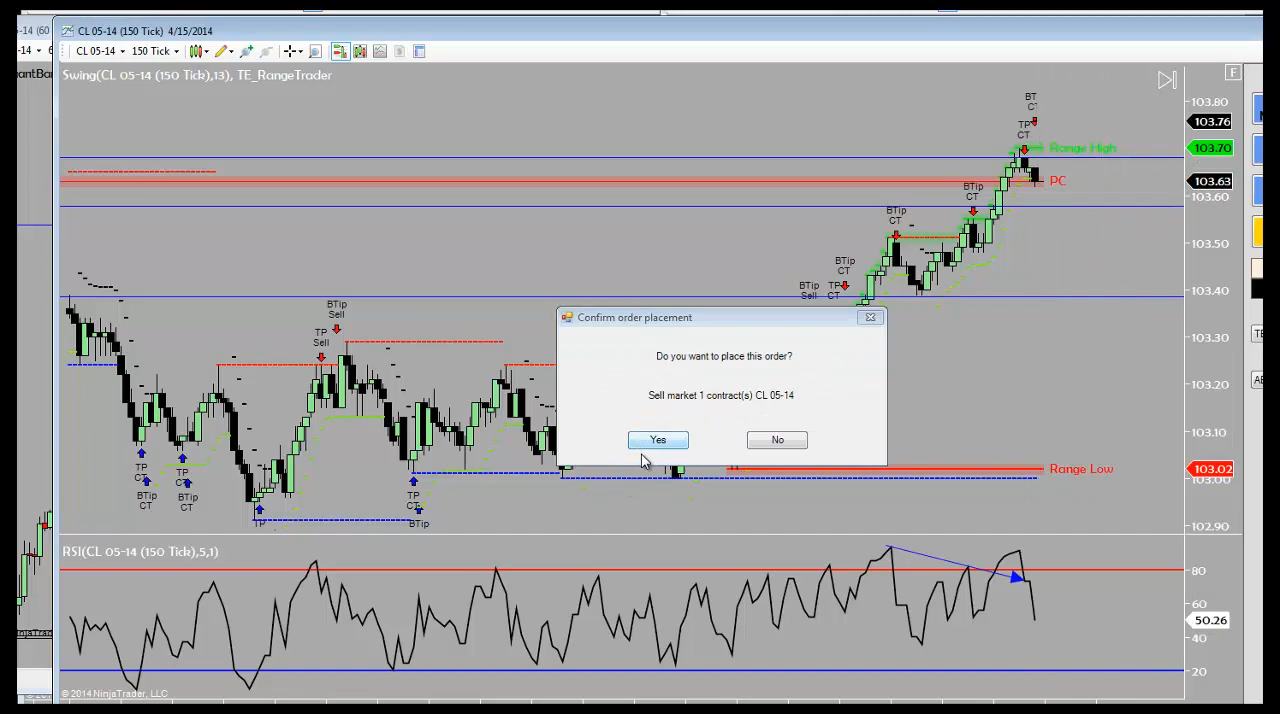 -14 (60
CL 05-14 (150 Tick) 4/15/2014
-14
CL 05-14
150 Tick
Swing(CL 05-14 (150 Tick),13), TE_RangeTrader
F
103.80
BT
CT
103.76
TP
CT
Range High
103.70
PC
103.63
BTip
CT
103.60
BTip
CT
103.50
BTip
CT
BTip
Sell
TP
CT
103.40
BTip
Sell
TP
Sell
103.30
103.20
103.10
Range Low
103.02
103.00
102.90
TP
CT
TP
CT
BTip
CT
BTip
CT
TP
TP
CT
BTip
Confirm order placement
Do you want to place this order?
Sell market 1 contract(s) CL 05-14
Yes
No
RSI(CL 05-14 (150 Tick),5,1)
80
60
50.26
40
20
© 2014 NinjaTrader, LLC